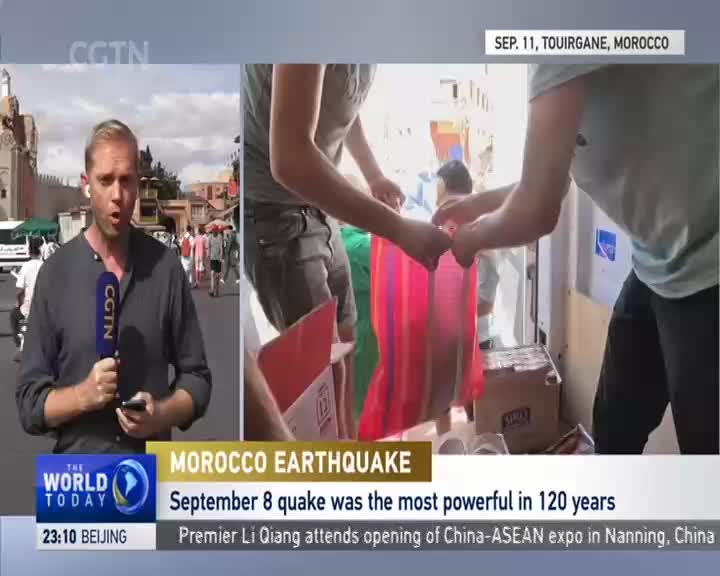 CGTN
SEP. 11, TOUIRGANE, MOROCCO
CGTN
MOROCCO EARTHQUAKE
September 8 quake was the most powerful in 120 years
THE
WORLD
TODAY
23:10 BEIJING
Premier Li Qiang attends opening of China-ASEAN expo in Nanning, China